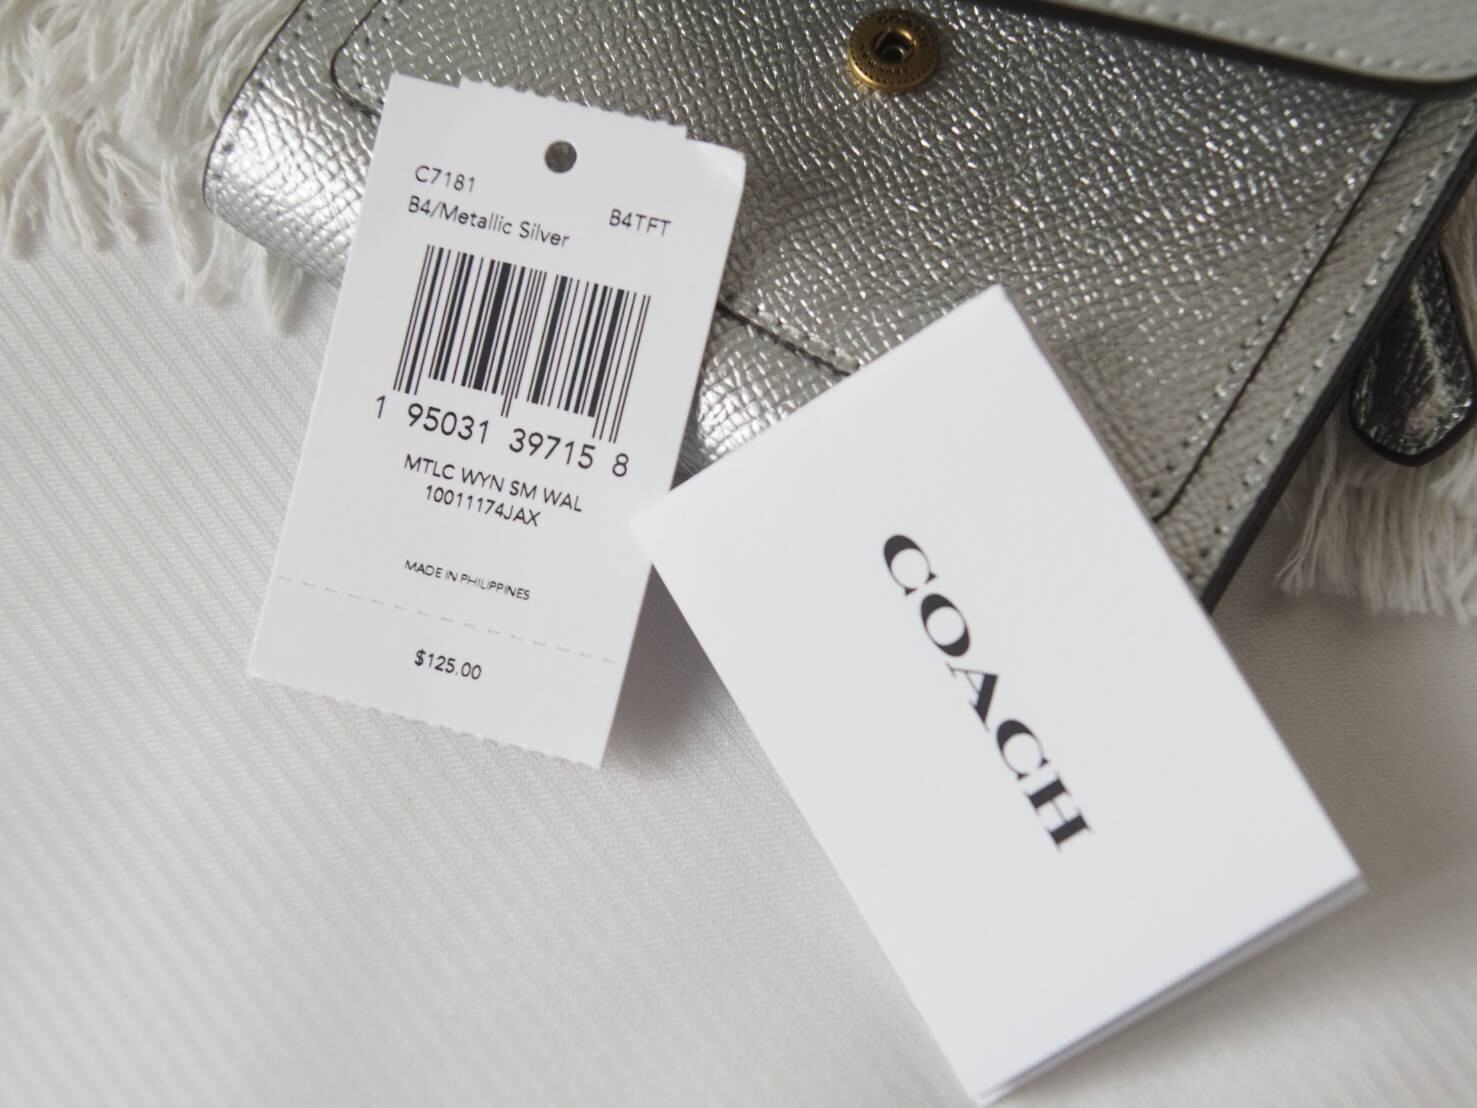 C7181
B4/Metallic Silver B4TFT
1 95031 39715 8
MTLC WYN SM WAL
10011174JAX
MADE IN PHILIPPINES
$125.00
COACH